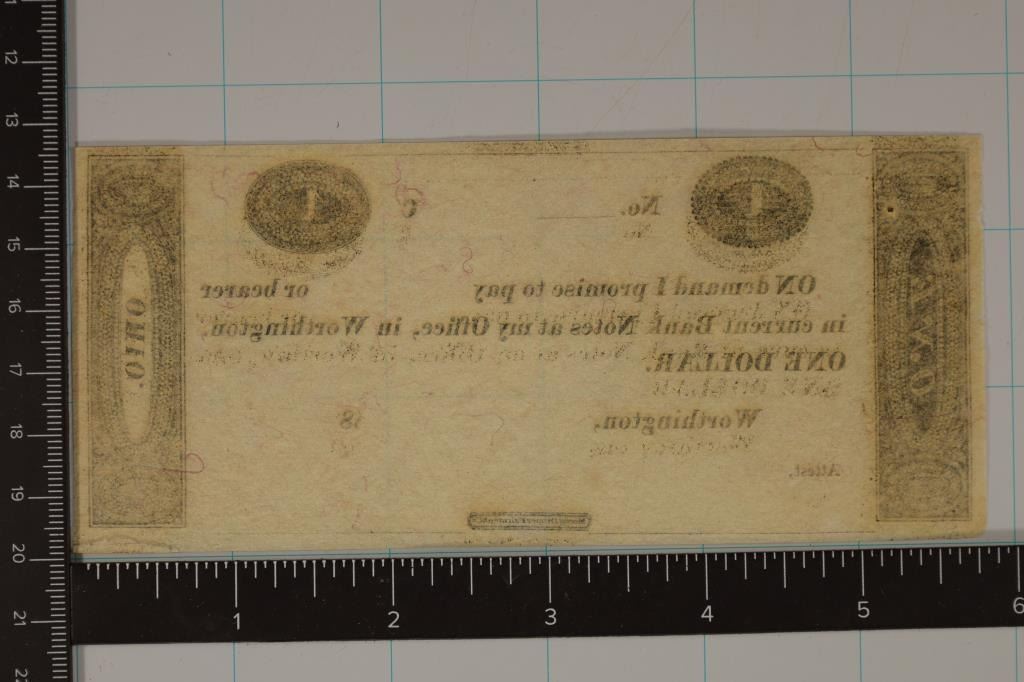 1 1
No. C
ON demand I promise to pay or bearer
in current Bank Notes at my Office, in Worthington,
ONE DOLLAR.
Worthington, 18
Attest,
OHIO.
OHIO.
12
13
14
15
16
17
18
19
20
21
22
1 2 3 4 5 6